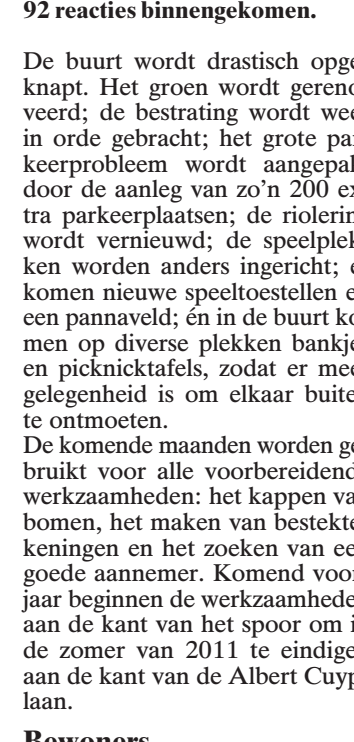 92 reacties binnengekomen.
De buurt wordt drastisch opge
knapt. Het groen wordt gereno
veerd; de bestrating wordt wee
in orde gebracht; het grote par
keerprobleem wordt aangepak
door de aanleg van zo'n 200 ex
tra parkeerplaatsen; de riolerin
wordt vernieuwd; de speelplek
ken worden anders ingericht; e
komen nieuwe speeltoestellen e
een pannaveld; én in de buurt ko
men op diverse plekken bankje
en picknicktafels, zodat er mee
gelegenheid is om elkaar buite
te ontmoeten.
De komende maanden worden ge
bruikt voor alle voorbereidend
werkzaamheden: het kappen va
bomen, het maken van bestekte
keningen en het zoeken van ee
goede aannemer. Komend voor
jaar beginnen de werkzaamhede
aan de kant van het spoor om i
de zomer van 2011 te eindige
aan de kant van de Albert Cuyp
laan.
Bewoners